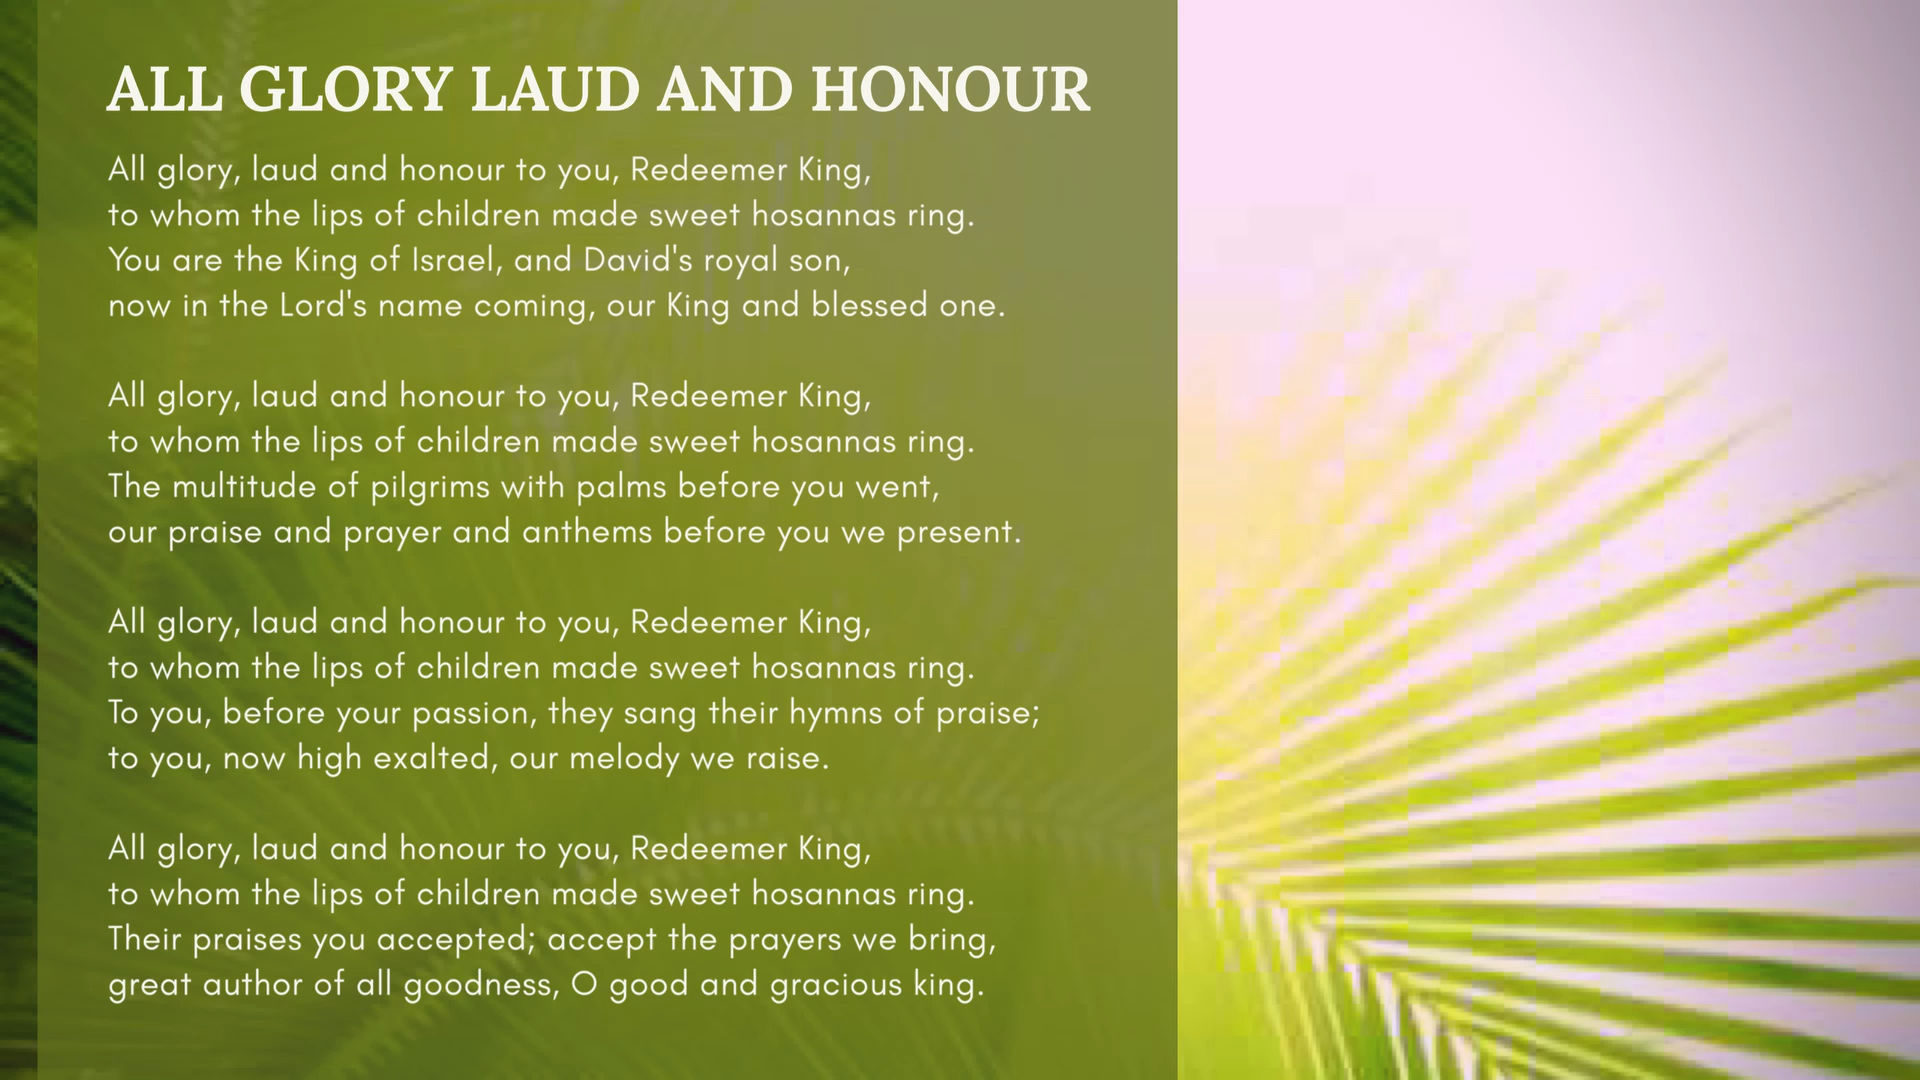 ALL GLORY LAUD AND HONOUR
All glory, laud and honour to you, Redeemer King,
to whom the lips of children made sweet hosannas ring.
You are the King of Israel, and David's royal son,
now in the Lord's name coming, our King and blessed one.
All glory, laud and honour to you, Redeemer King,
to whom the lips of children made sweet hosannas ring.
The multitude of pilgrims with palms before you went,
our praise and prayer and anthems before you we present.
All glory, laud and honour to you, Redeemer King,
to whom the lips of children made sweet hosannas ring.
To you, before your passion, they sang their hymns of praise;
to you, now high exalted, our melody we raise.
All glory, laud and honour to you, Redeemer King,
to whom the lips of children made sweet hosannas ring.
Their praises you accepted; accept the prayers we bring,
great author of all goodness, O good and gracious king.